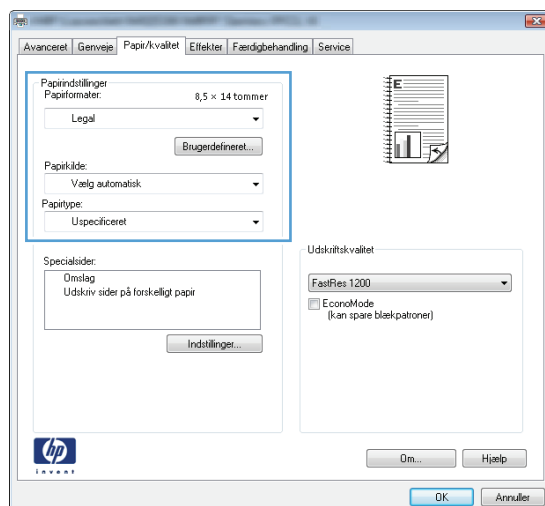 Avanceret Genveje Papir/kvalitet Effekter Færdigbehandling Service
Papirindstillinger
Papirformater: 8,5 × 14 tommer
Legal
Brugerdefineret...
Papirkilde:
Vælg automatisk
Papirtype:
Uspecificeret
Specialsider:
Omslag
Udskriv sider på forskelligt papir
Indstillinger...
E
Udskriftskvalitet
FastRes 1200
EconoMode
(kan spare blækpatroner)
hp
invent
Om... Hjælp
OK Annuller